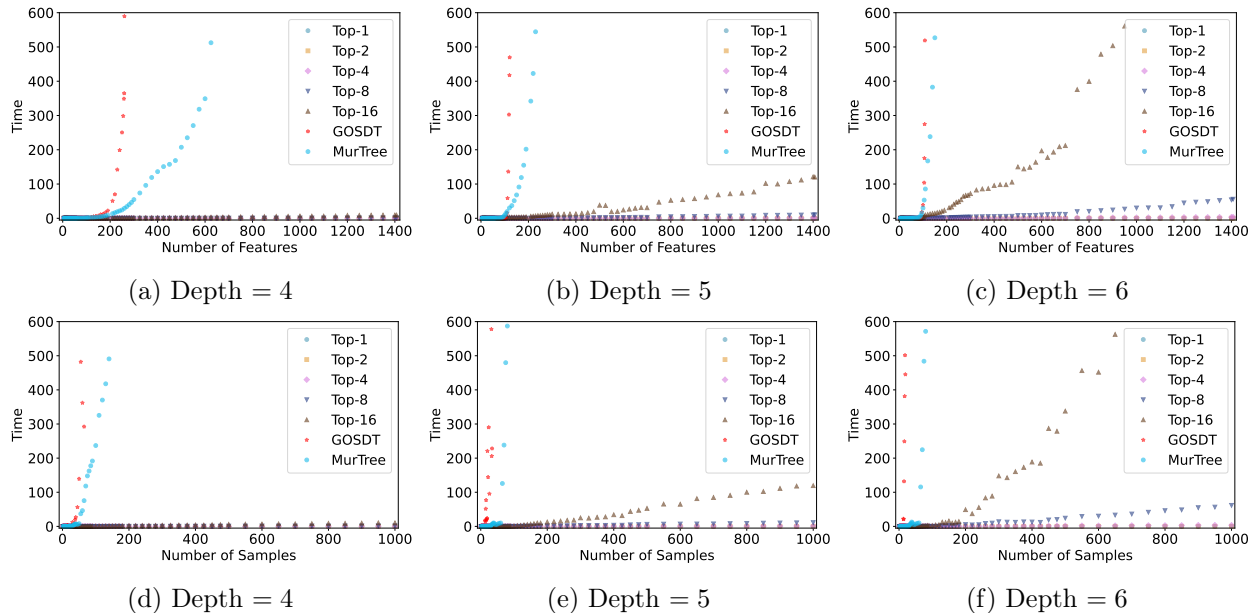 600
500
400
300
200
100
0
Time
0 200 400 600 800 1000 1200 1400
Number of Features
Top-1
Top-2
Top-4
Top-8
Top-16
GOSDT
MurTree
(a) Depth = 4
600
500
400
300
200
100
0
Time
0 200 400 600 800 1000 1200 1400
Number of Features
Top-1
Top-2
Top-4
Top-8
Top-16
GOSDT
MurTree
(b) Depth = 5
600
500
400
300
200
100
0
Time
0 200 400 600 800 1000 1200 1400
Number of Features
Top-1
Top-2
Top-4
Top-8
Top-16
GOSDT
MurTree
(c) Depth = 6
600
500
400
300
200
100
0
Time
0 200 400 600 800 1000
Number of Samples
Top-1
Top-2
Top-4
Top-8
Top-16
GOSDT
MurTree
(d) Depth = 4
600
500
400
300
200
100
0
Time
0 200 400 600 800 1000
Number of Samples
Top-1
Top-2
Top-4
Top-8
Top-16
GOSDT
MurTree
(e) Depth = 5
600
500
400
300
200
100
0
Time
0 200 400 600 800 1000
Number of Samples
Top-1
Top-2
Top-4
Top-8
Top-16
GOSDT
MurTree
(f) Depth = 6